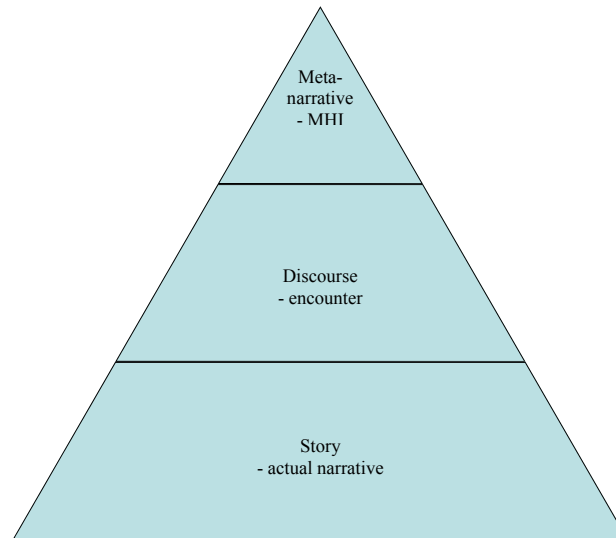 Meta-
narrative
- MHI
Discourse
- encounter
Story
- actual narrative